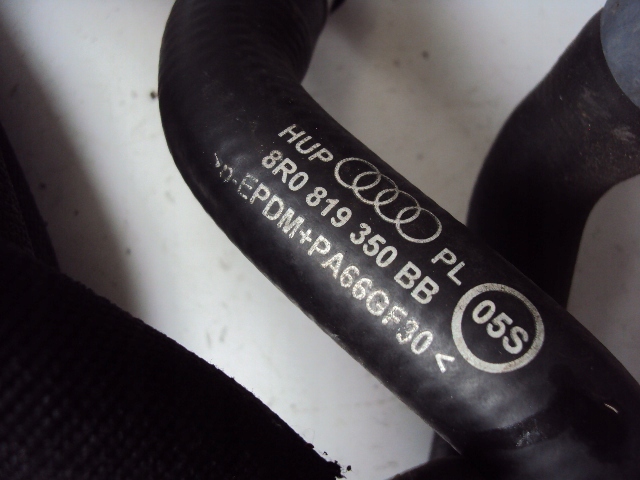 HUP PL
8R0 819 350 BB
>p-EPDM+PA66GF30<
05S